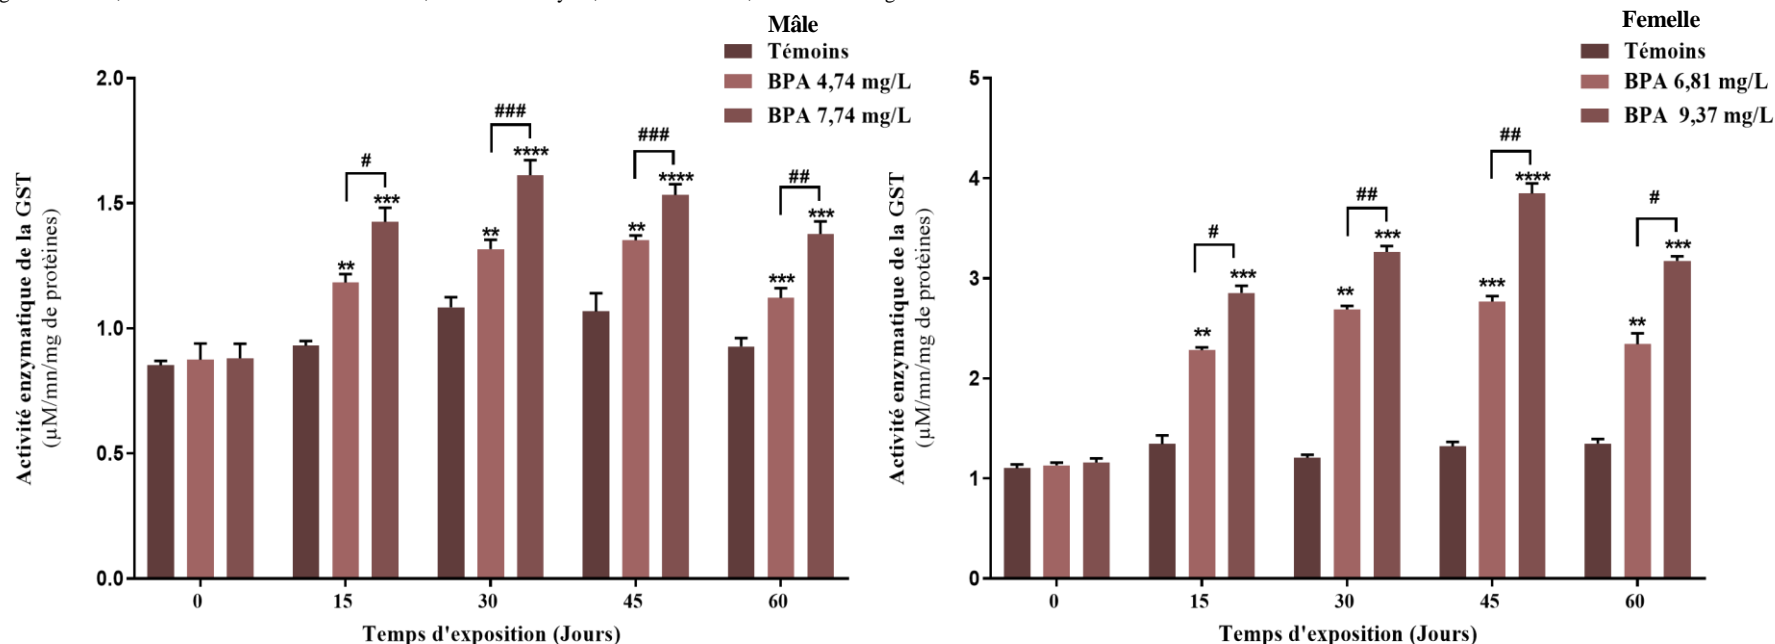 Mâle
Témoins
BPA 4,74 mg/L
BPA 7,74 mg/L
Activité enzymatique de la GST
(µM/mn/mg de protèines)
2.0
1.5
1.0
0.5
0.0
#
###
###
##
**
***
**
****
**
****
***
***
0 15 30 45 60
Temps d'exposition (Jours)
Femelle
Témoins
BPA 6,81 mg/L
BPA 9,37 mg/L
Activité enzymatique de la GST
(µM/mn/mg de protèines)
5
4
3
2
1
0
#
##
##
#
**
***
**
***
***
****
**
***
0 15 30 45 60
Temps d'exposition (Jours)